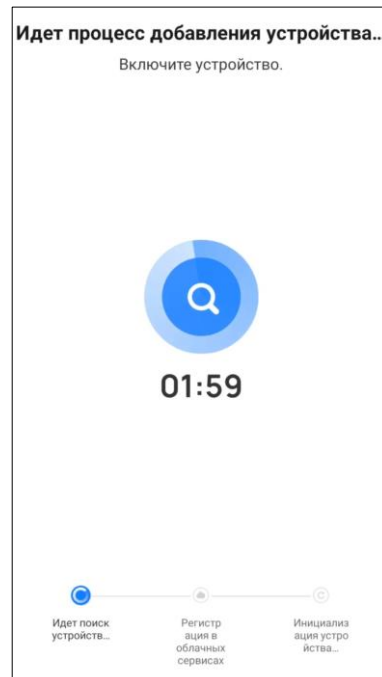 Идет процесс добавления устройства...
Включите устройство.
01:59
Идет поиск
устройств...
Регистр
ация в
облачных
сервисах
Инициализ
ация устро
йства...